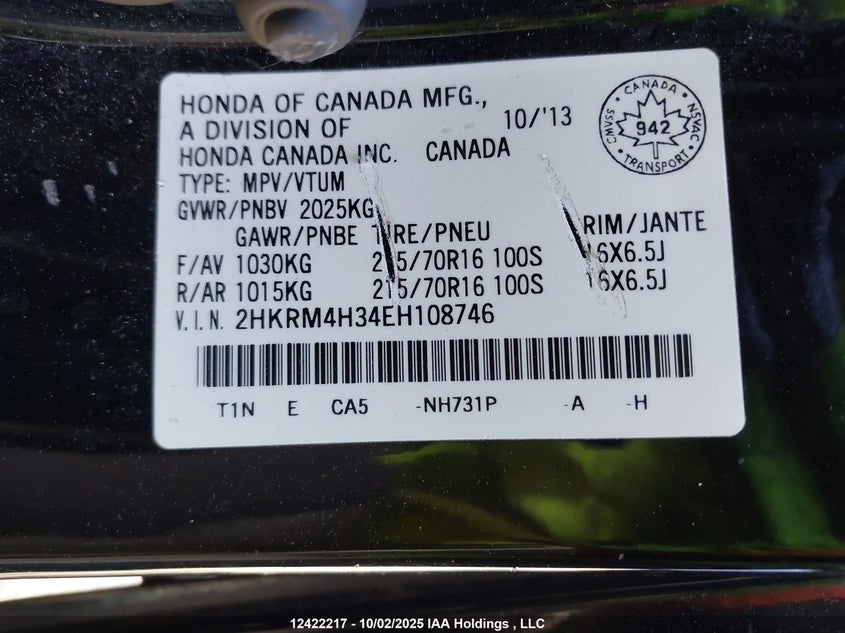 HONDA OF CANADA MFG.,
A DIVISION OF 10/'13
HONDA CANADA INC. CANADA
TYPE: MPV/VTUM
GVWR/PNBV 2025KG
GAWR/PNBE TIRE/PNEU RIM/JANTE
F/AV 1030KG 215/70R16 100S 16X6.5J
R/AR 1015KG 215/70R16 100S 16X6.5J
V.I.N. 2HKRM4H34EH108746
T1N E CA5 -NH731P -A -H
CANADA
CMVSS 942 NSVAC
TRANSPORT
12422217 - 10/02/2025 IAA Holdings , LLC